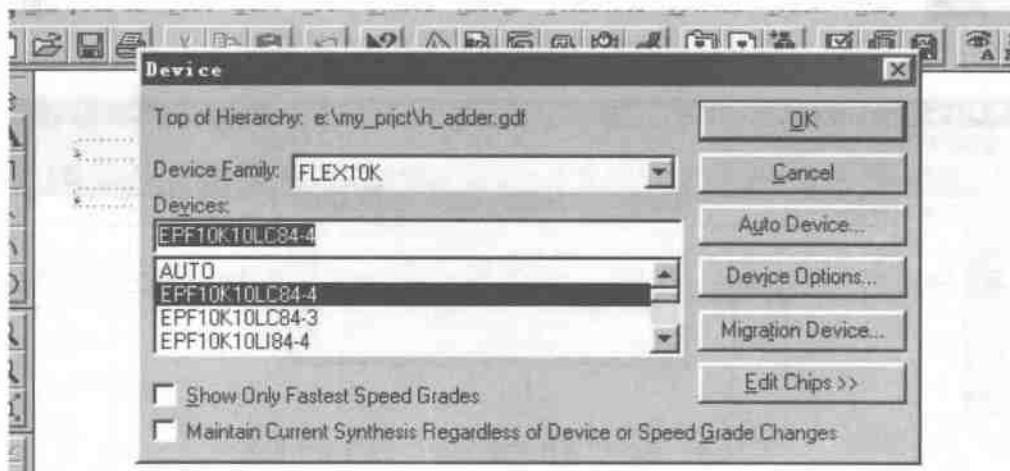 Device
Top of Hierarchy: e:\my_prjct\h_adder.gdf
OK
Device Family: FLEX10K
Cancel
Devices:
EPF10K10LC84-4
Auto Device...
AUTO
EPF10K10LC84-4
EPF10K10LC84-3
EPF10K10LI84-4
Device Options...
Migration Device...
Edit Chips >>
Show Only Fastest Speed Grades
Maintain Current Synthesis Regardless of Device or Speed Grade Changes